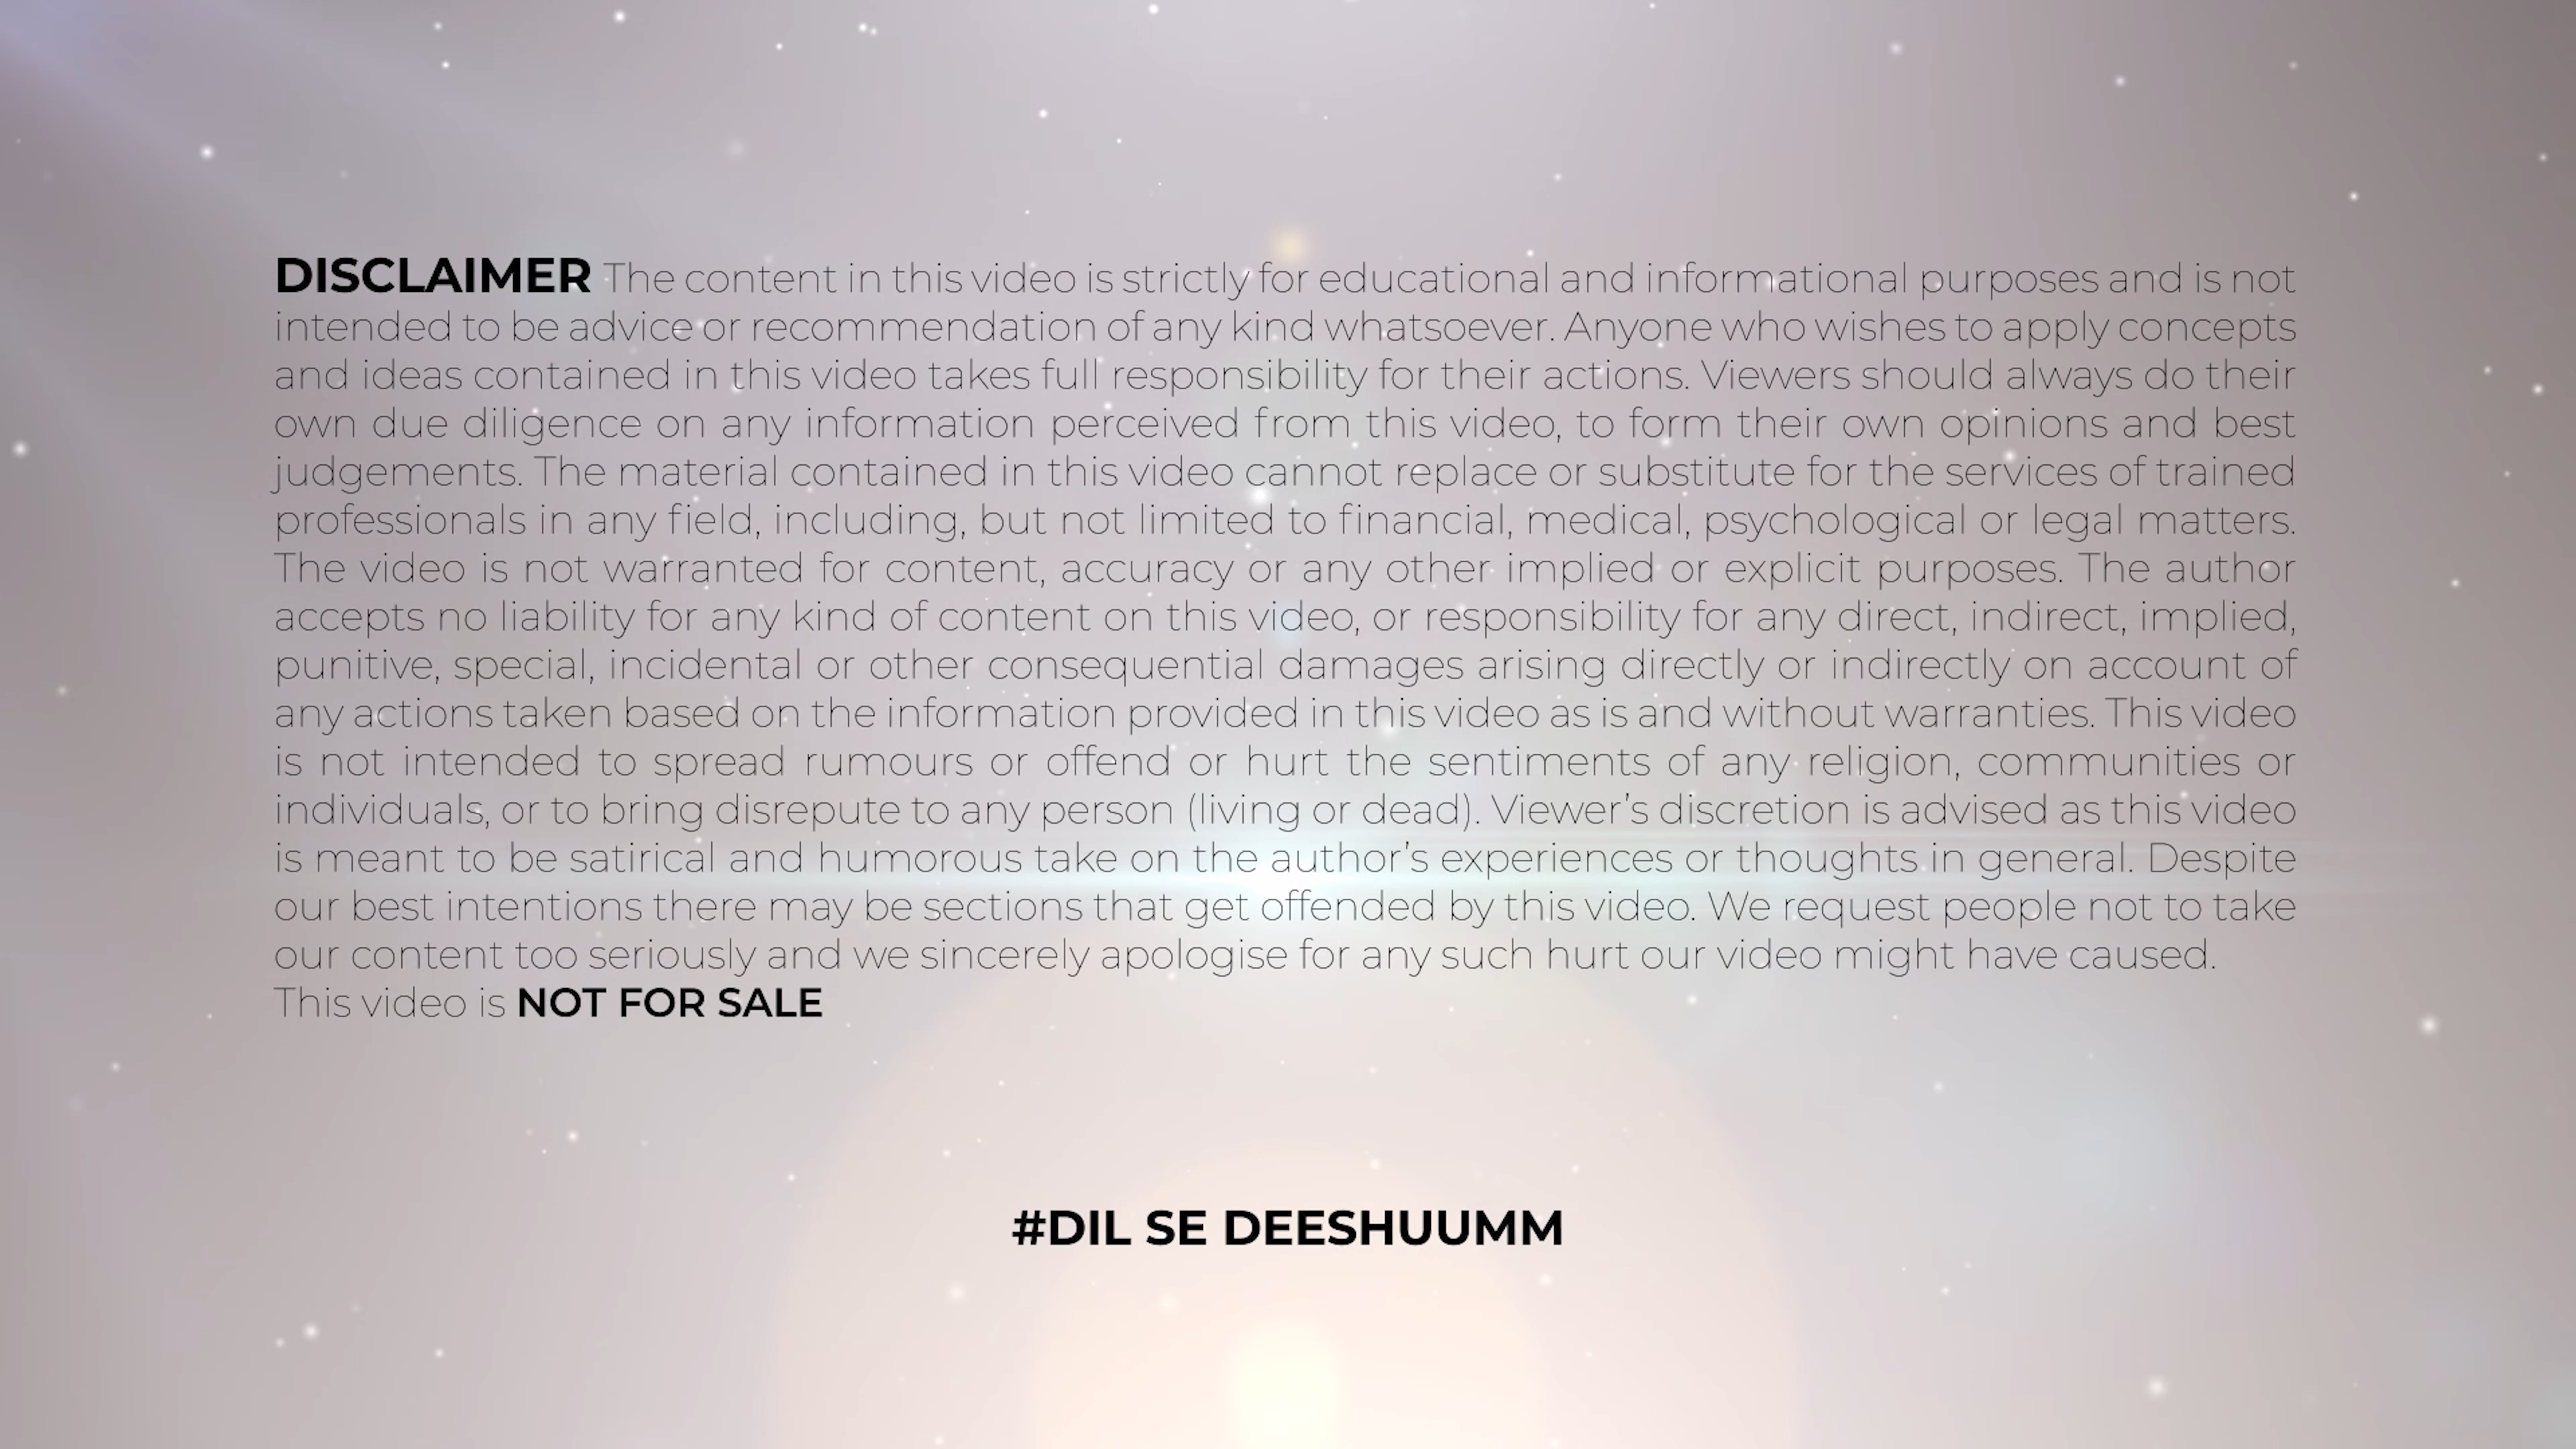 DISCLAIMER The content in this video is strictly for educational and informational purposes and is not
intended to be advice or recommendation of any kind whatsoever. Anyone who wishes to apply concepts
and ideas contained in this video takes full responsibility for their actions. Viewers should always do their
own due diligence on any information perceived from this video, to form their own opinions and best
judgements. The material contained in this video cannot replace or substitute for the services of trained
professionals in any field, including, but not limited to financial, medical, psychological or legal matters.
The video is not warranted for content, accuracy or any other implied or explicit purposes. The author
accepts no liability for any kind of content on this video, or responsibility for any direct, indirect, implied,
punitive, special, incidental or other consequential damages arising directly or indirectly on account of
any actions taken based on the information provided in this video as is and without warranties. This video
is not intended to spread rumours or offend or hurt the sentiments of any religion, communities or
individuals, or to bring disrepute to any person (living or dead). Viewer's discretion is advised as this video
is meant to be satirical and humorous take on the author's experiences or thoughts in general. Despite
our best intentions there may be sections that get offended by this video. We request people not to take
our content too seriously and we sincerely apologise for any such hurt our video might have caused.
This video is NOT FOR SALE
#DIL SE DEESHUUMM